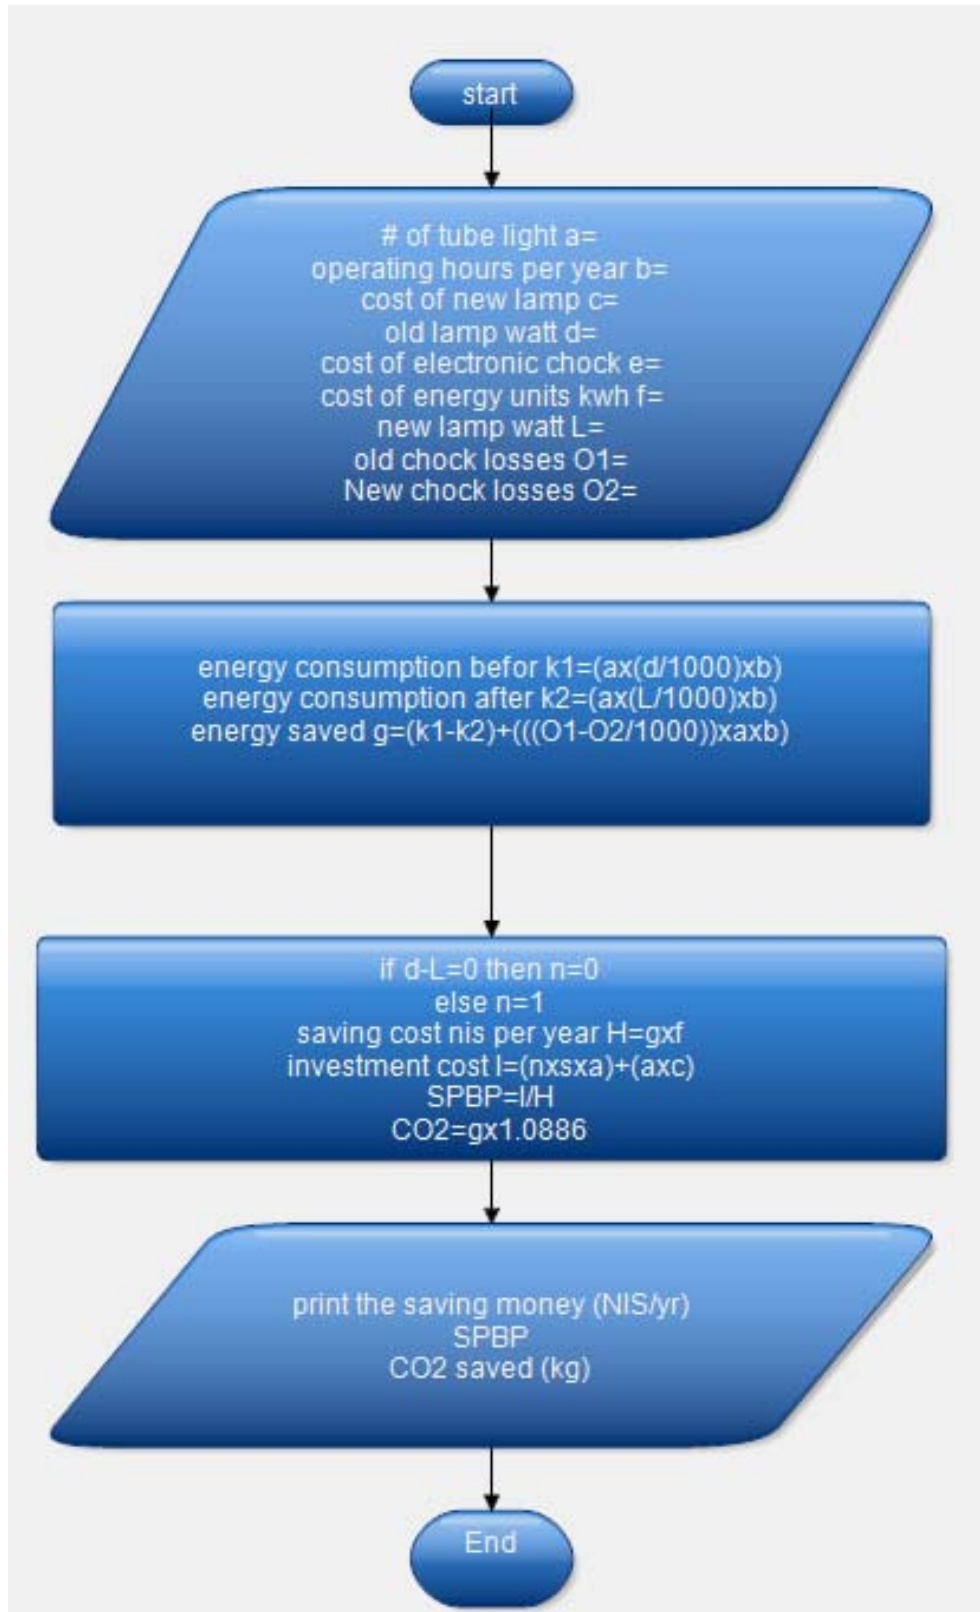 start
# of tube light a=
operating hours per year b=
cost of new lamp c=
old lamp watt d=
cost of electronic chock e=
cost of energy units kwh f=
new lamp watt L=
old chock losses O1=
New chock losses O2=
energy consumption befor k1=(ax(d/1000)xb)
energy consumption after k2=(ax(L/1000)xb)
energy saved g=(k1-k2)+(((O1-O2/1000))xaxb)
if d-L=0 then n=0
else n=1
saving cost nis per year H=gxf
investment cost I=(nxsxa)+(axc)
SPBP=I/H
CO2=gx1.0886
print the saving money (NIS/yr)
SPBP
CO2 saved (kg)
End